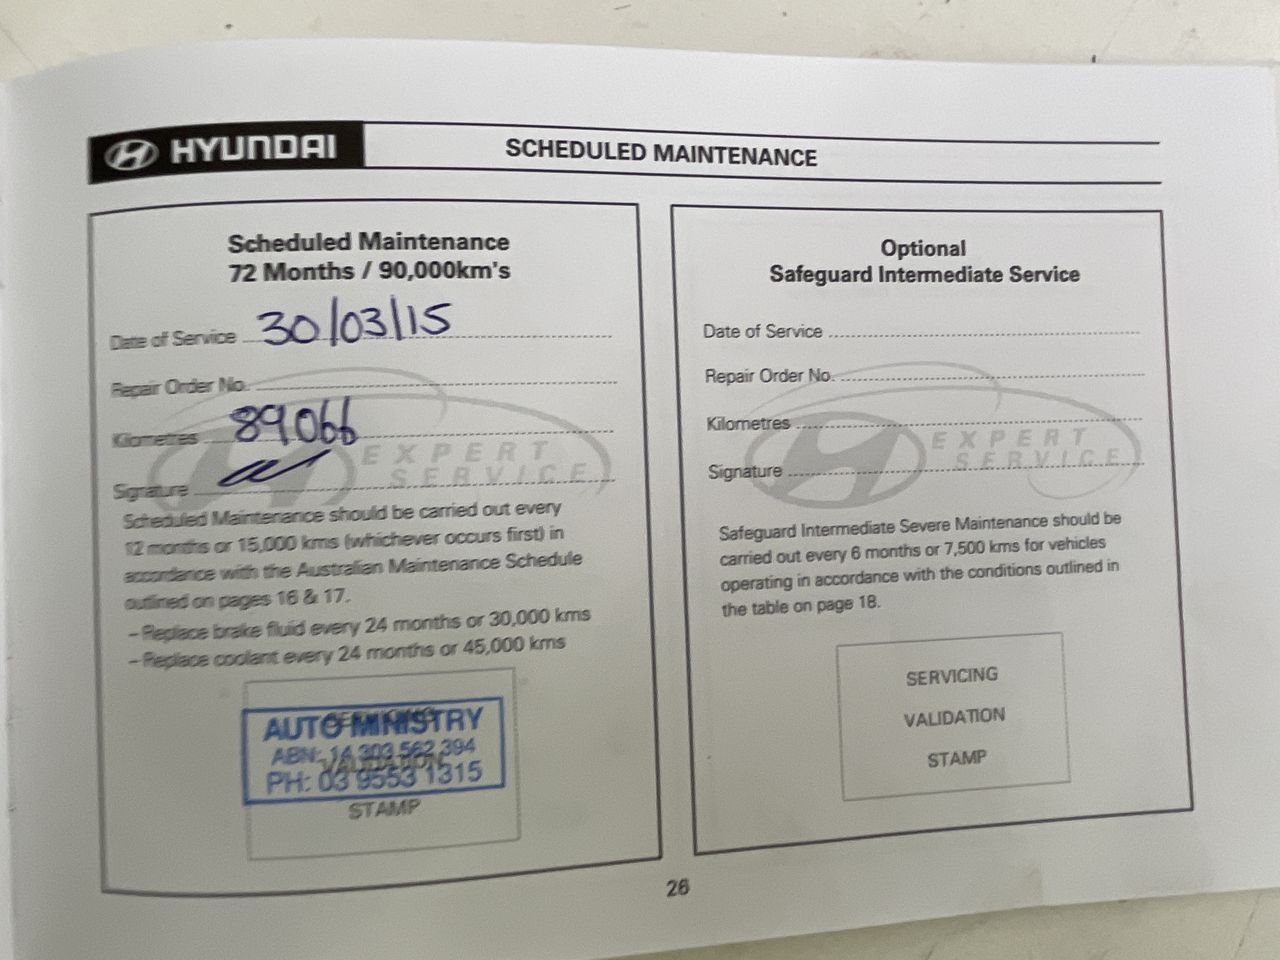 HYUNDAI
SCHEDULED MAINTENANCE
Scheduled Maintenance
72 Months / 90,000km's
Date of Service 30/03/15
Repair Order No.
Kilometres 89066
Signature
EXPERT
SERVICE
Scheduled Maintenance should be carried out every
12 months or 15,000 kms (whichever occurs first) in
accordance with the Australian Maintenance Schedule
outlined on pages 16 & 17.
– Replace brake fluid every 24 months or 30,000 kms
– Replace coolant every 24 months or 45,000 kms
SERVICING
AUTO MINISTRY
ABN: 14 303 562 394
VALIDATION
PH: 03 9553 1315
STAMP
Optional
Safeguard Intermediate Service
Date of Service
Repair Order No.
Kilometres
Signature
EXPERT
SERVICE
Safeguard Intermediate Severe Maintenance should be
carried out every 6 months or 7,500 kms for vehicles
operating in accordance with the conditions outlined in
the table on page 18.
SERVICING
VALIDATION
STAMP
26